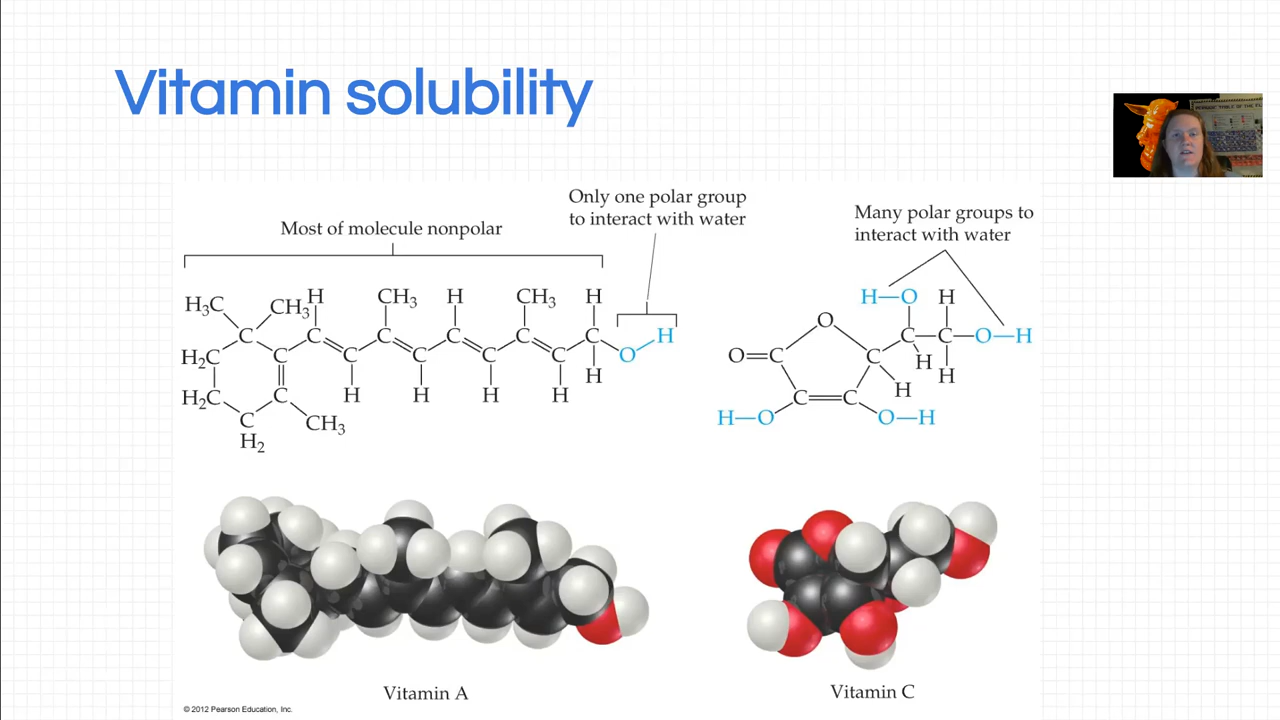 Vitamin solubility
Most of molecule nonpolar
Only one polar group
to interact with water
Many polar groups to
interact with water
H₃C CH₃ H CH₃ H CH₃ H
C C C C C C O H
H₂C C C C C C O
H H
H₂C C H H H H
C CH₃
H₂
H—O H
O C C O—H
O=C C H H
C=C H
H—O O—H
Vitamin A
Vitamin C
© 2012 Pearson Education, Inc.